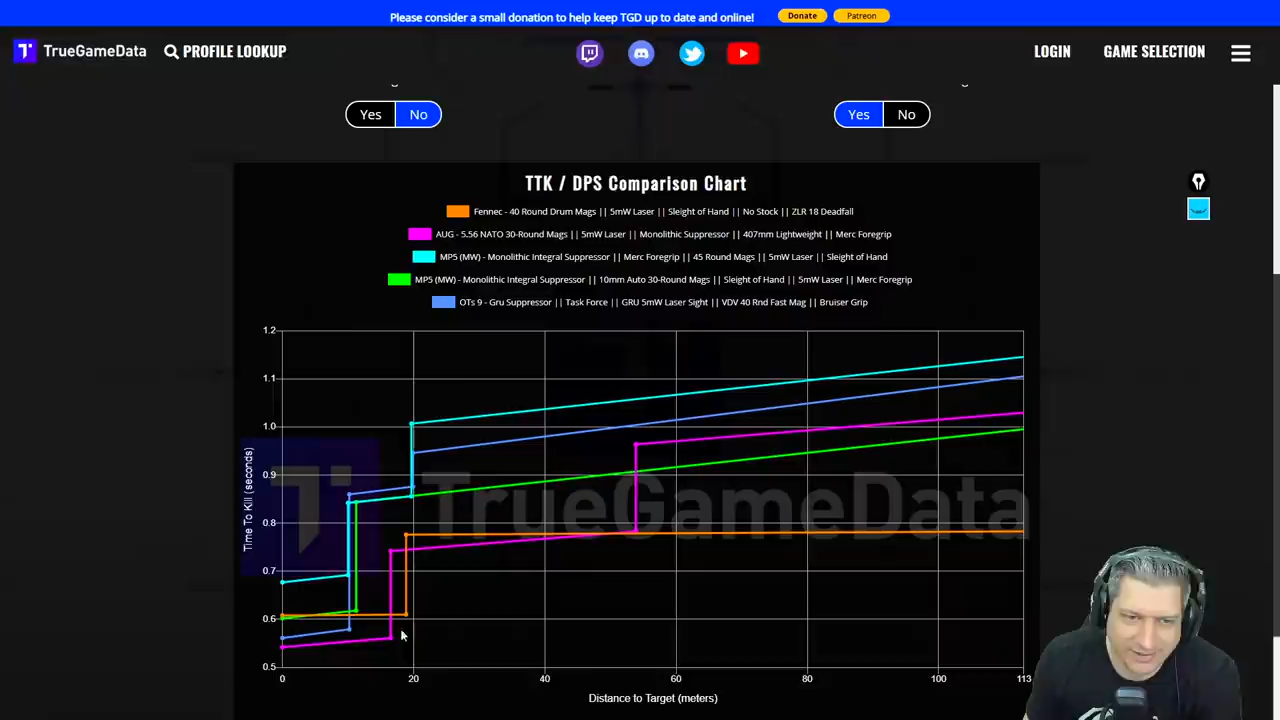 Please consider a small donation to help keep TGD up to date and online! Donate Patreon
TrueGameData PROFILE LOOKUP LOGIN GAME SELECTION
Yes No Yes No
TTK / DPS Comparison Chart
Fennec - 40 Round Drum Mags || 5mW Laser || Sleight of Hand || No Stock || ZLR 18 Deadfall
AUG - 5.56 NATO 30-Round Mags || 5mW Laser || Monolithic Suppressor || 407mm Lightweight || Merc Foregrip
MP5 (MW) - Monolithic Integral Suppressor || Merc Foregrip || 45 Round Mags || 5mW Laser || Sleight of Hand
MP5 (MW) - Monolithic Integral Suppressor || 10mm Auto 30-Round Mags || Sleight of Hand || 5mW Laser || Merc Foregrip
OTs 9 - Gru Suppressor || Task Force || GRU 5mW Laser Sight || VDV 40 Rnd Fast Mag || Bruiser Grip
1.2
1.1
1.0
0.9
0.8
0.7
0.6
0.5
Time To Kill (seconds)
TrueGameData
0 20 40 60 80 100 113
Distance to Target (meters)